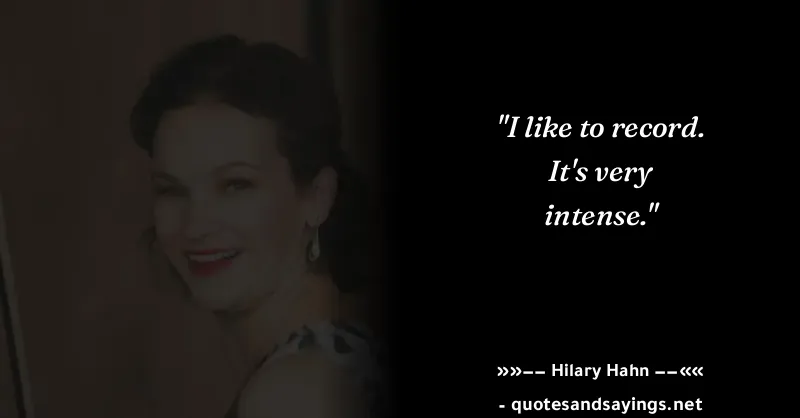 "I like to record.
It's very
intense."
»»−− Hilary Hahn −−««
- quotesandsayings.net